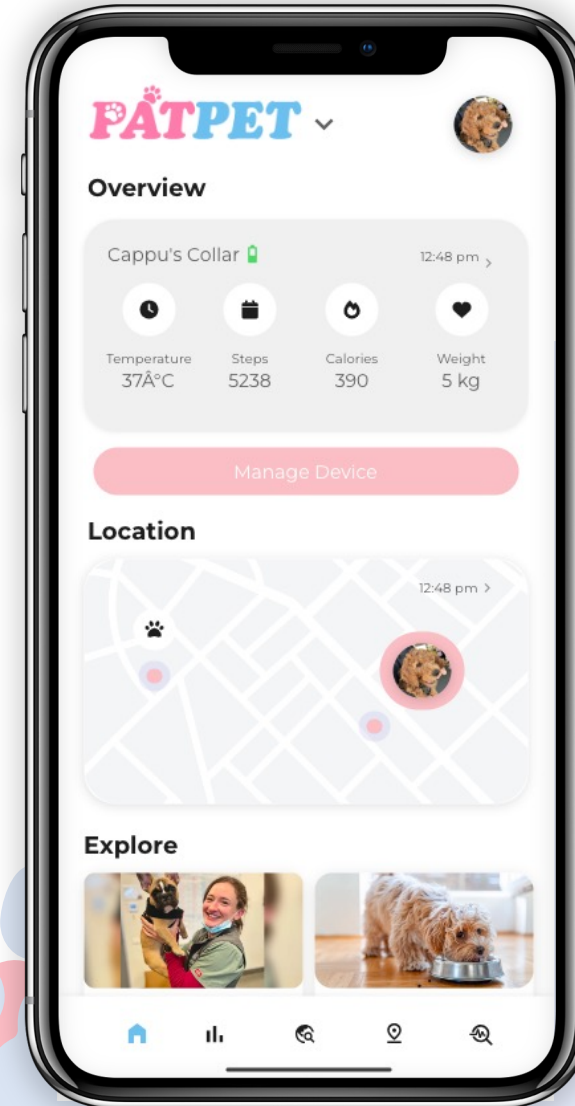 PATPET
Overview
Cappu's Collar 12:48 pm >
Temperature Steps Calories Weight
37Â°C 5238 390 5 kg
Manage Device
Location
12:48 pm >
Explore